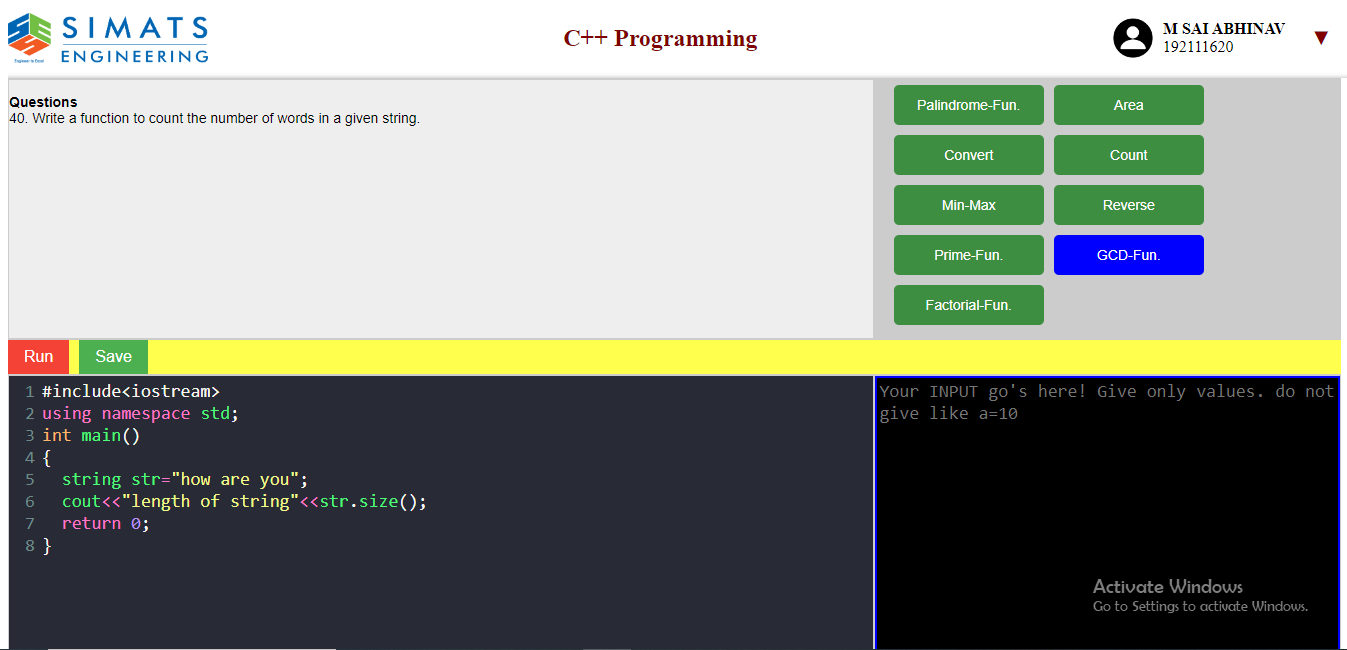 SIMATS
ENGINEERING
Engineer to Excel
C++ Programming
M SAI ABHINAV
192111620
▼
Questions
40. Write a function to count the number of words in a given string.
Palindrome-Fun.
Area
Convert
Count
Min-Max
Reverse
Prime-Fun.
GCD-Fun.
Factorial-Fun.
Run
Save
1 #include<iostream>
2 using namespace std;
3 int main()
4 {
5   string str="how are you";
6   cout<<"length of string"<<str.size();
7   return 0;
8 }
Your INPUT go's here! Give only values. do not
give like a=10
Activate Windows
Go to Settings to activate Windows.